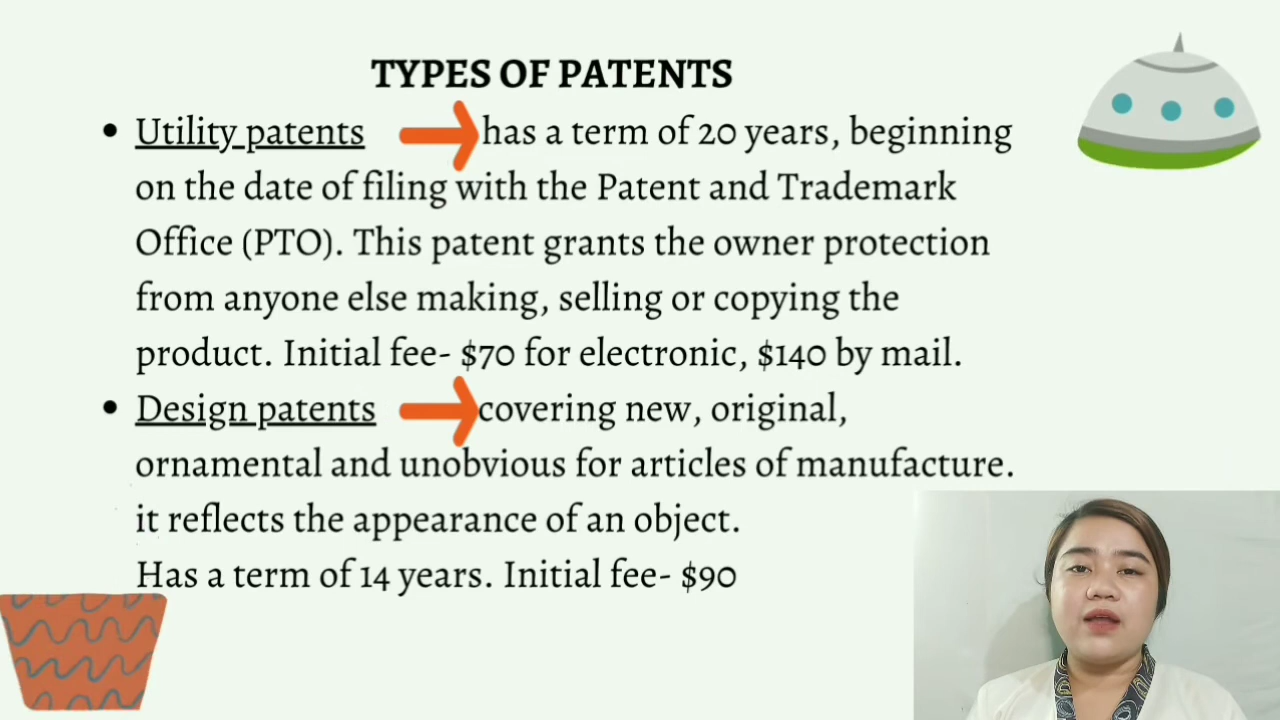 TYPES OF PATENTS
• Utility patents has a term of 20 years, beginning
on the date of filing with the Patent and Trademark
Office (PTO). This patent grants the owner protection
from anyone else making, selling or copying the
product. Initial fee- $70 for electronic, $140 by mail.
• Design patents covering new, original,
ornamental and unobvious for articles of manufacture.
it reflects the appearance of an object.
Has a term of 14 years. Initial fee- $90